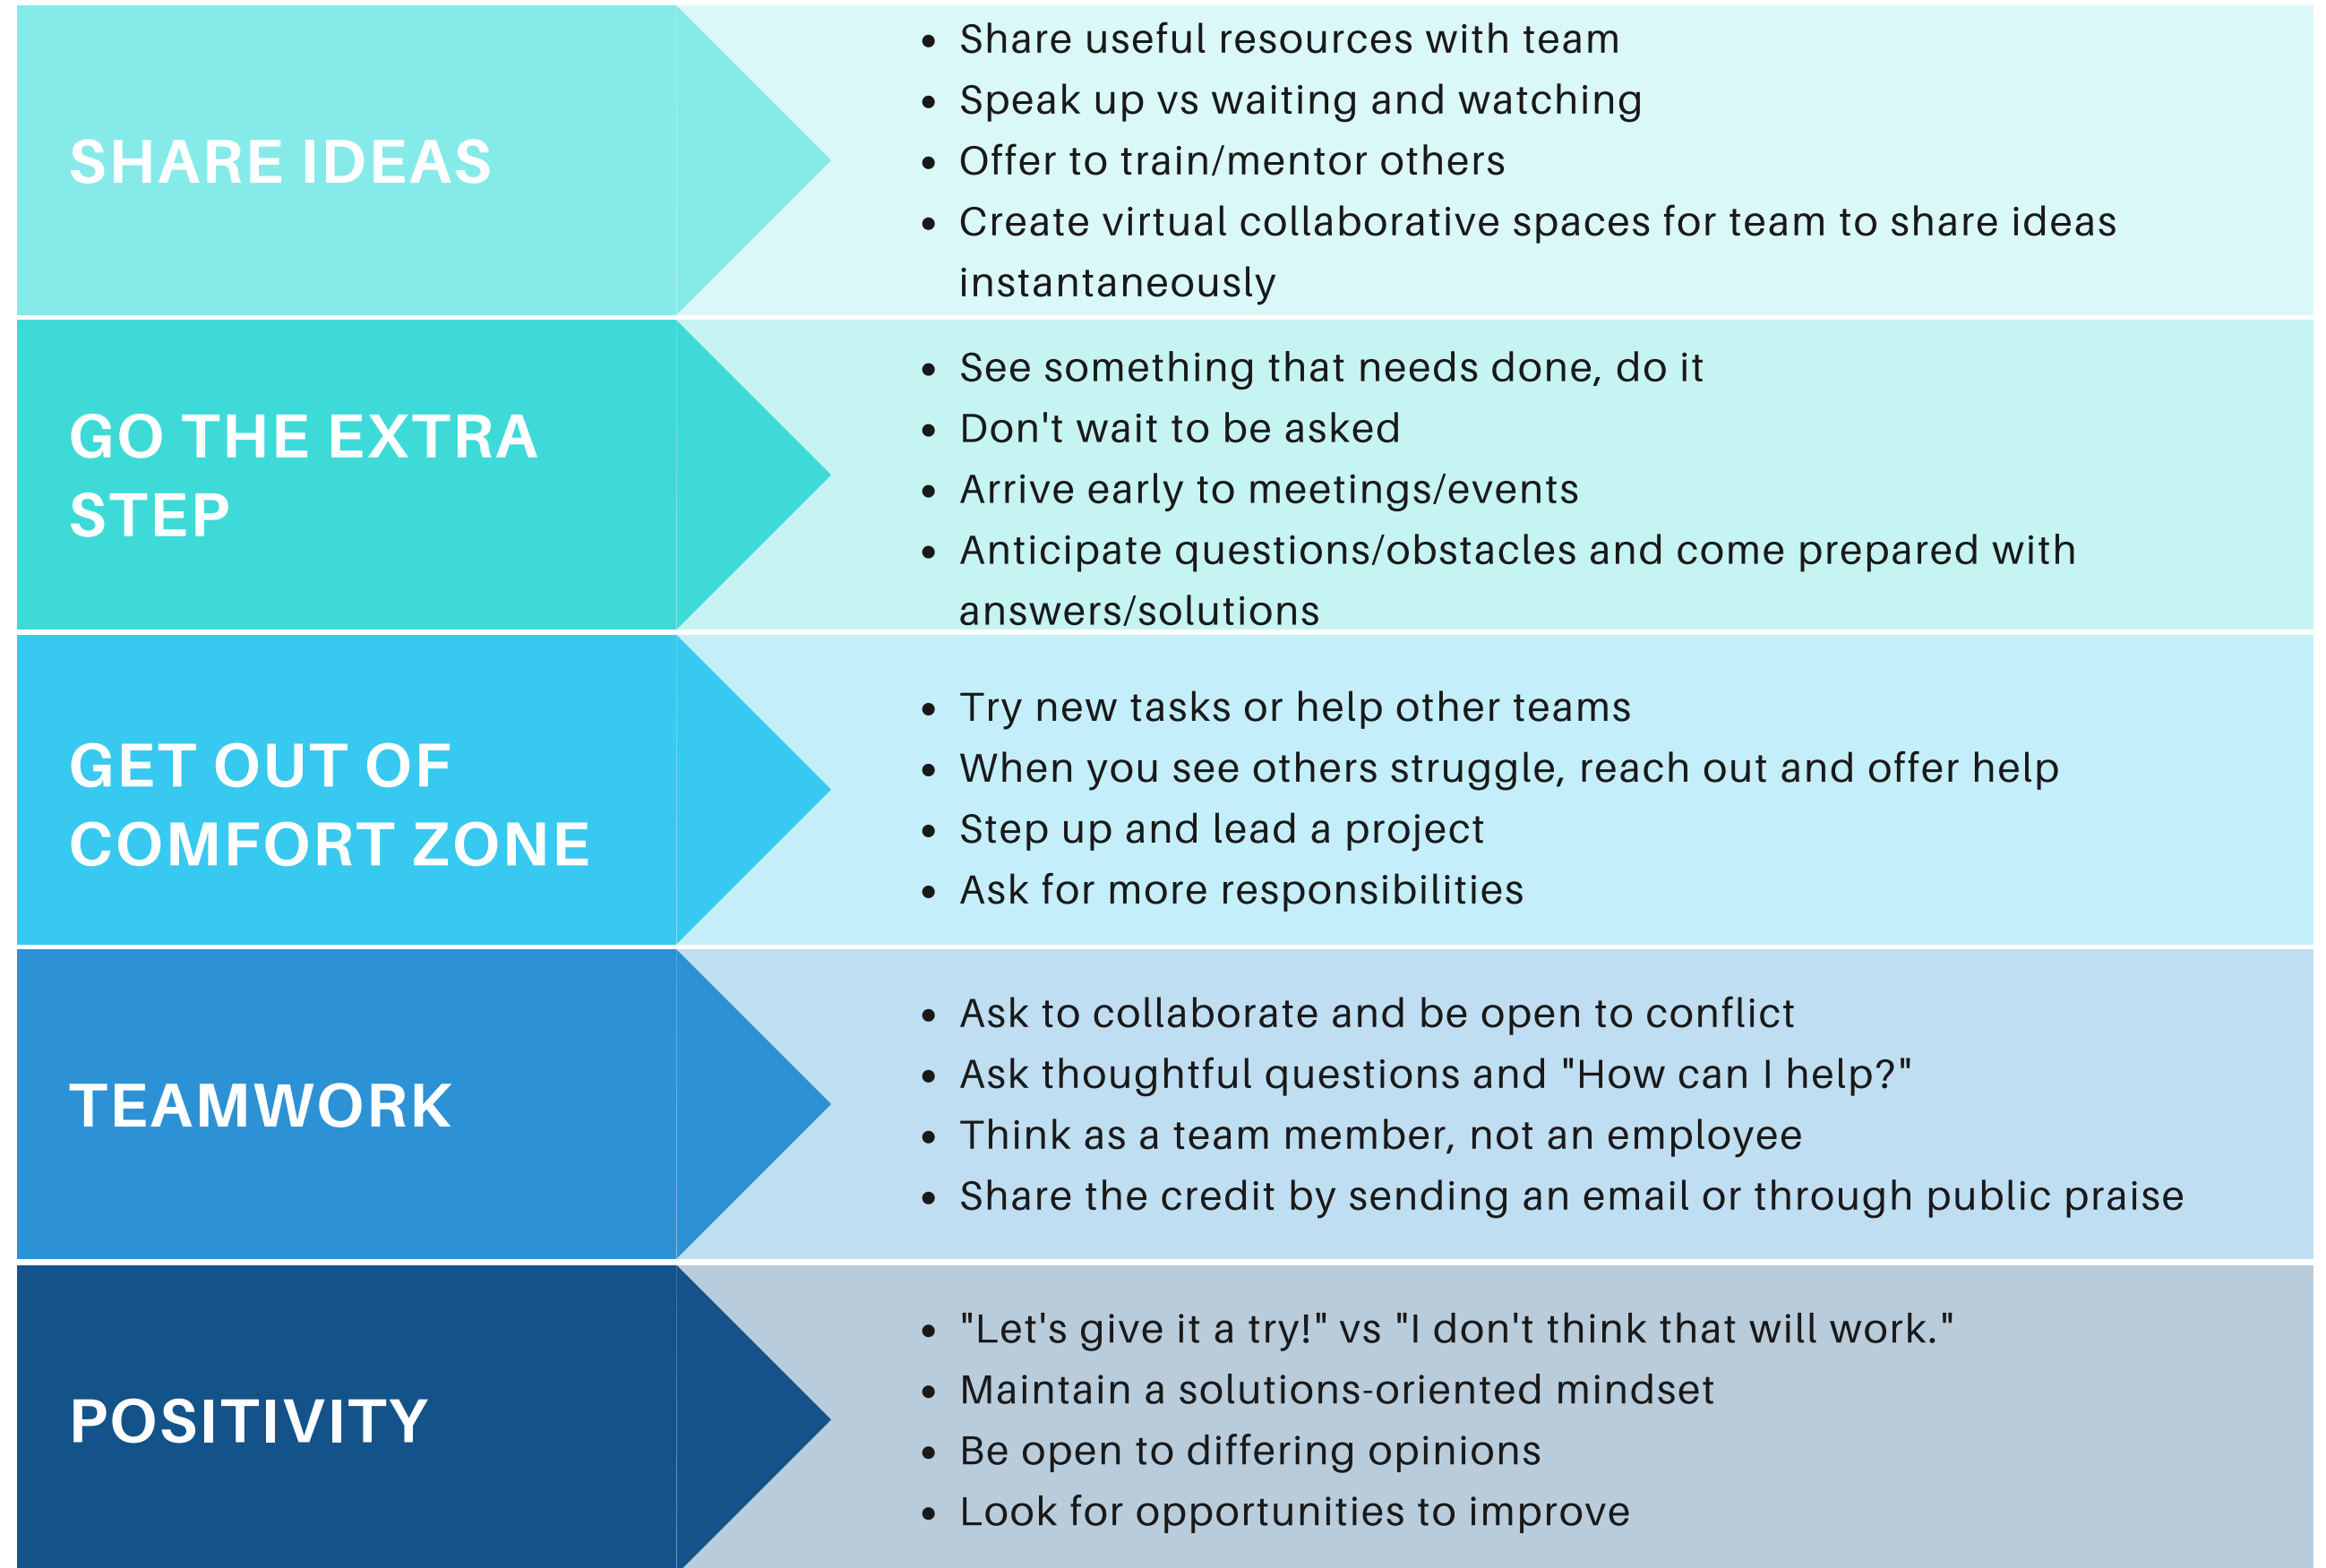 SHARE IDEAS
• Share useful resources with team
• Speak up vs waiting and watching
• Offer to train/mentor others
• Create virtual collaborative spaces for team to share ideas
instantaneously
GO THE EXTRA
STEP
• See something that needs done, do it
• Don't wait to be asked
• Arrive early to meetings/events
• Anticipate questions/obstacles and come prepared with
answers/solutions
GET OUT OF
COMFORT ZONE
• Try new tasks or help other teams
• When you see others struggle, reach out and offer help
• Step up and lead a project
• Ask for more responsibilities
TEAMWORK
• Ask to collaborate and be open to conflict
• Ask thoughtful questions and "How can I help?"
• Think as a team member, not an employee
• Share the credit by sending an email or through public praise
POSITIVITY
• "Let's give it a try!" vs "I don't think that will work."
• Maintain a solutions-oriented mindset
• Be open to differing opinions
• Look for opportunities to improve